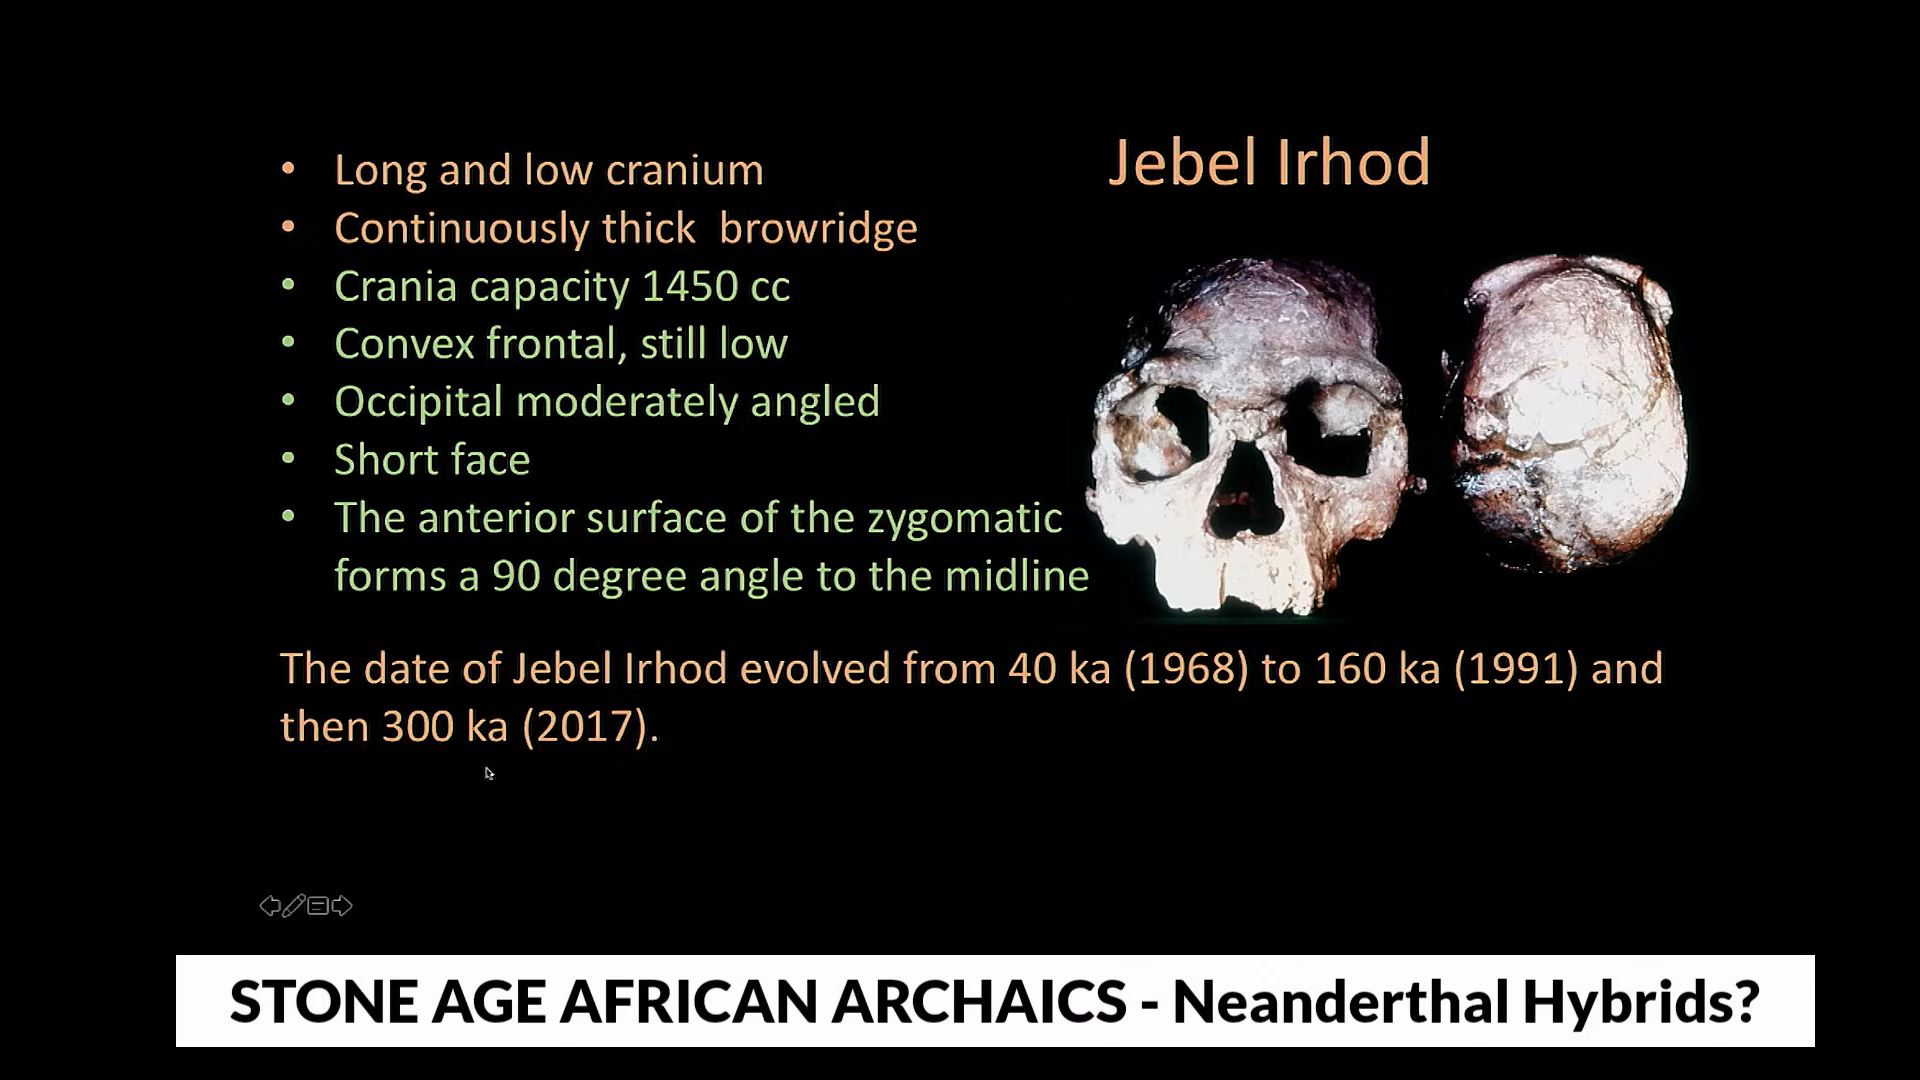 Jebel Irhod
• Long and low cranium
• Continuously thick  browridge
• Crania capacity 1450 cc
• Convex frontal, still low
• Occipital moderately angled
• Short face
• The anterior surface of the zygomatic
forms a 90 degree angle to the midline
The date of Jebel Irhod evolved from 40 ka (1968) to 160 ka (1991) and
then 300 ka (2017).
STONE AGE AFRICAN ARCHAICS - Neanderthal Hybrids?